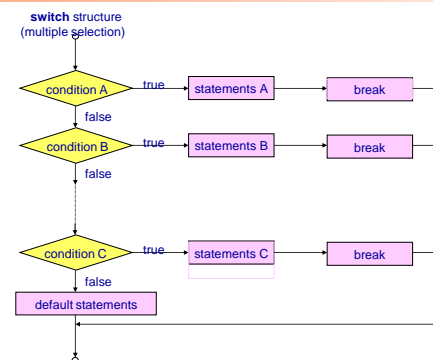 switch structure
(multiple selection)
condition A
true
statements A
break
false
condition B
true
statements B
break
false
condition C
true
statements C
break
false
default statements